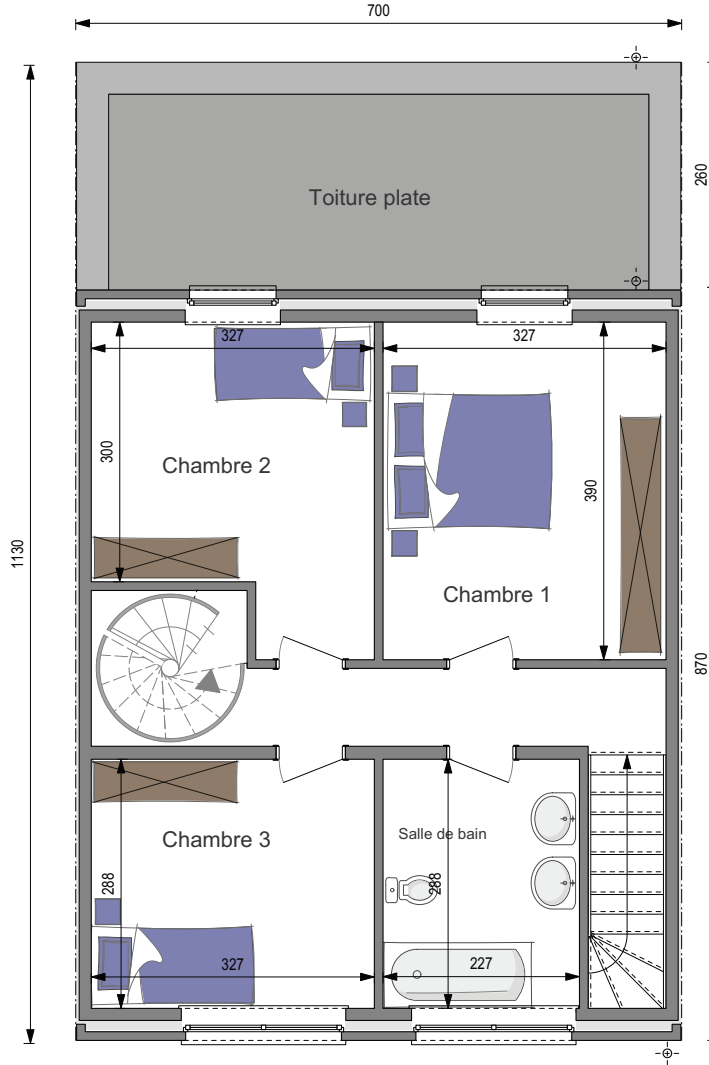 700
260
Toiture plate
327
327
300
390
Chambre 2
1130
Chambre 1
870
Chambre 3
Salle de bain
288
288
327
227